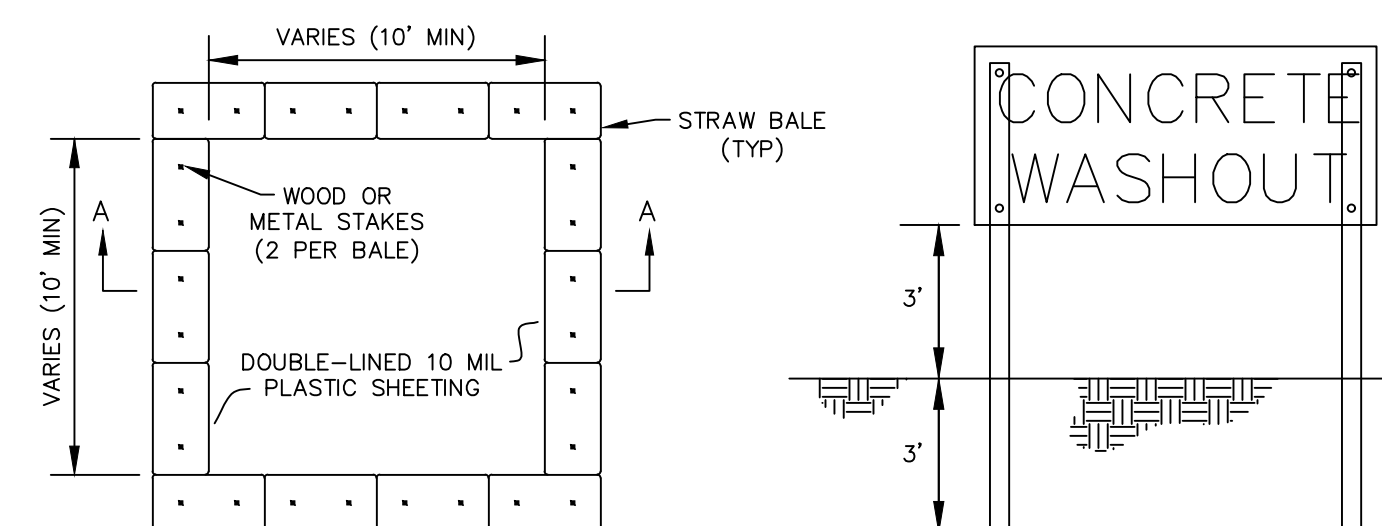 VARIES (10' MIN)
STRAW BALE
(TYP)
WOOD OR
METAL STAKES
(2 PER BALE)
A
A
VARIES (10' MIN)
DOUBLE-LINED 10 MIL
PLASTIC SHEETING
CONCRETE
WASHOUT
3'
3'